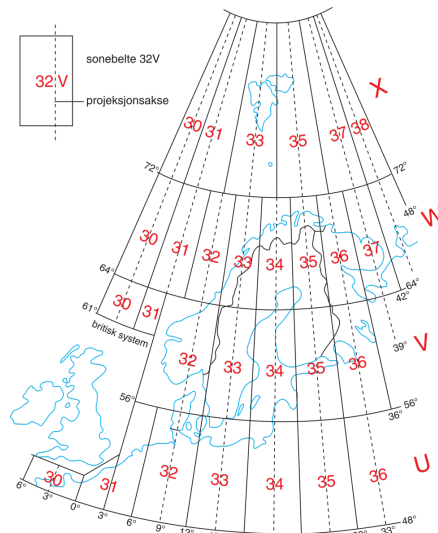 32 V
sonebelte 32V
projeksjonsakse
X
30 31 33 35 37 38
72° 72°
48°
W
30 31 32 33 34 35 36 37
64° 64°
42°
61°
30 31
britisk system
39°
V
32 33 34 35 36
56° 56°
36°
U
30 31 32 33 34 35 36
6° 3° 0° 3° 6° 9° 33° 48°